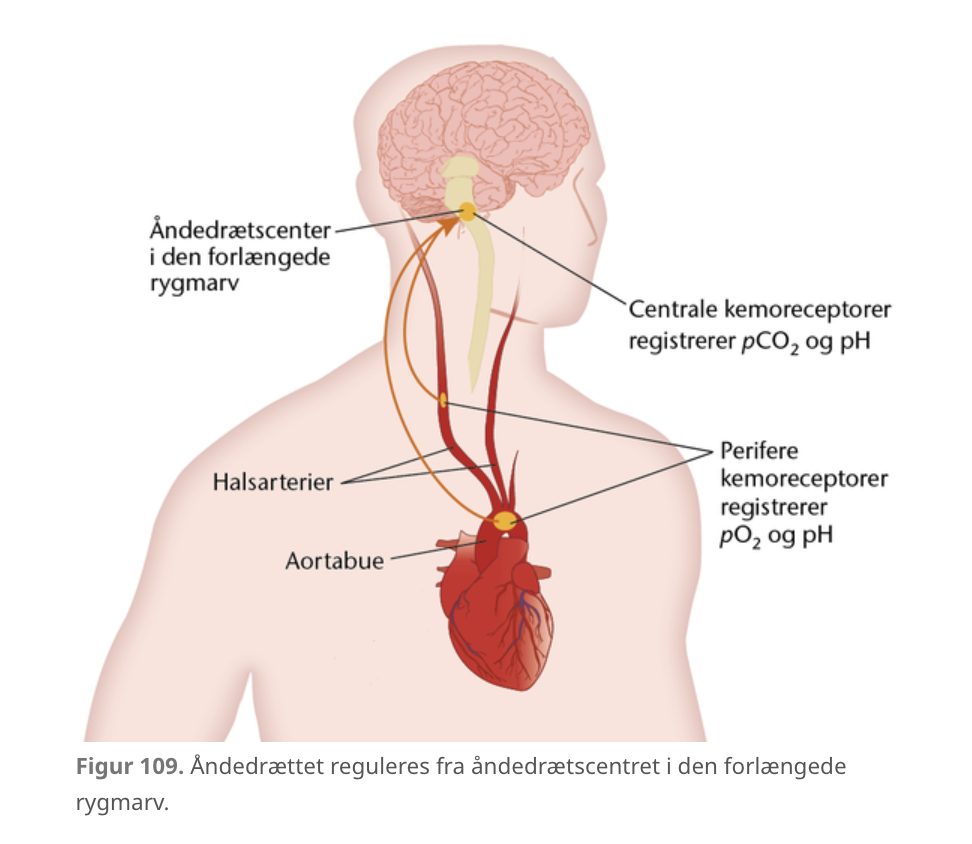 Åndedrætscenter
i den forlængede
rygmarv
Centrale kemoreceptorer
registrerer pCO₂ og pH
Perifere
kemoreceptorer
registrerer
pO₂ og pH
Halsarterier
Aortabue
Figur 109. Åndedrættet reguleres fra åndedrætscentret i den forlængede
rygmarv.